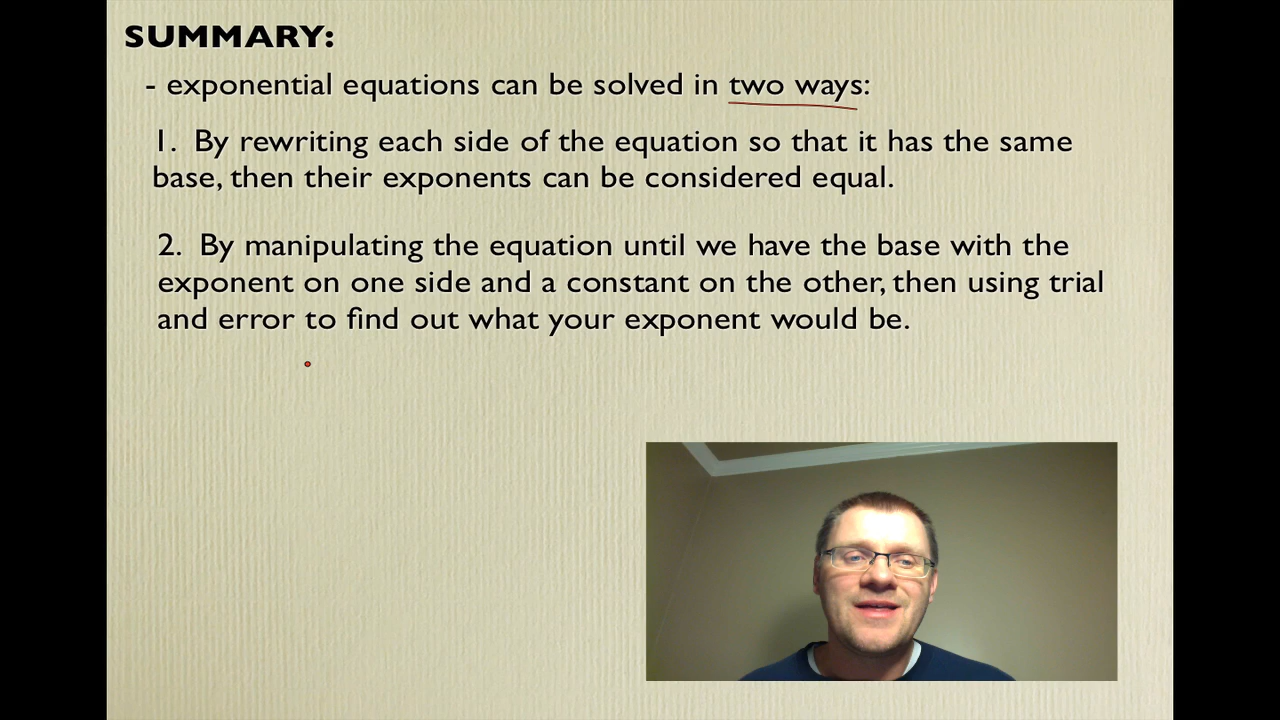 SUMMARY:
- exponential equations can be solved in two ways:
1. By rewriting each side of the equation so that it has the same
base, then their exponents can be considered equal.
2. By manipulating the equation until we have the base with the
exponent on one side and a constant on the other, then using trial
and error to find out what your exponent would be.